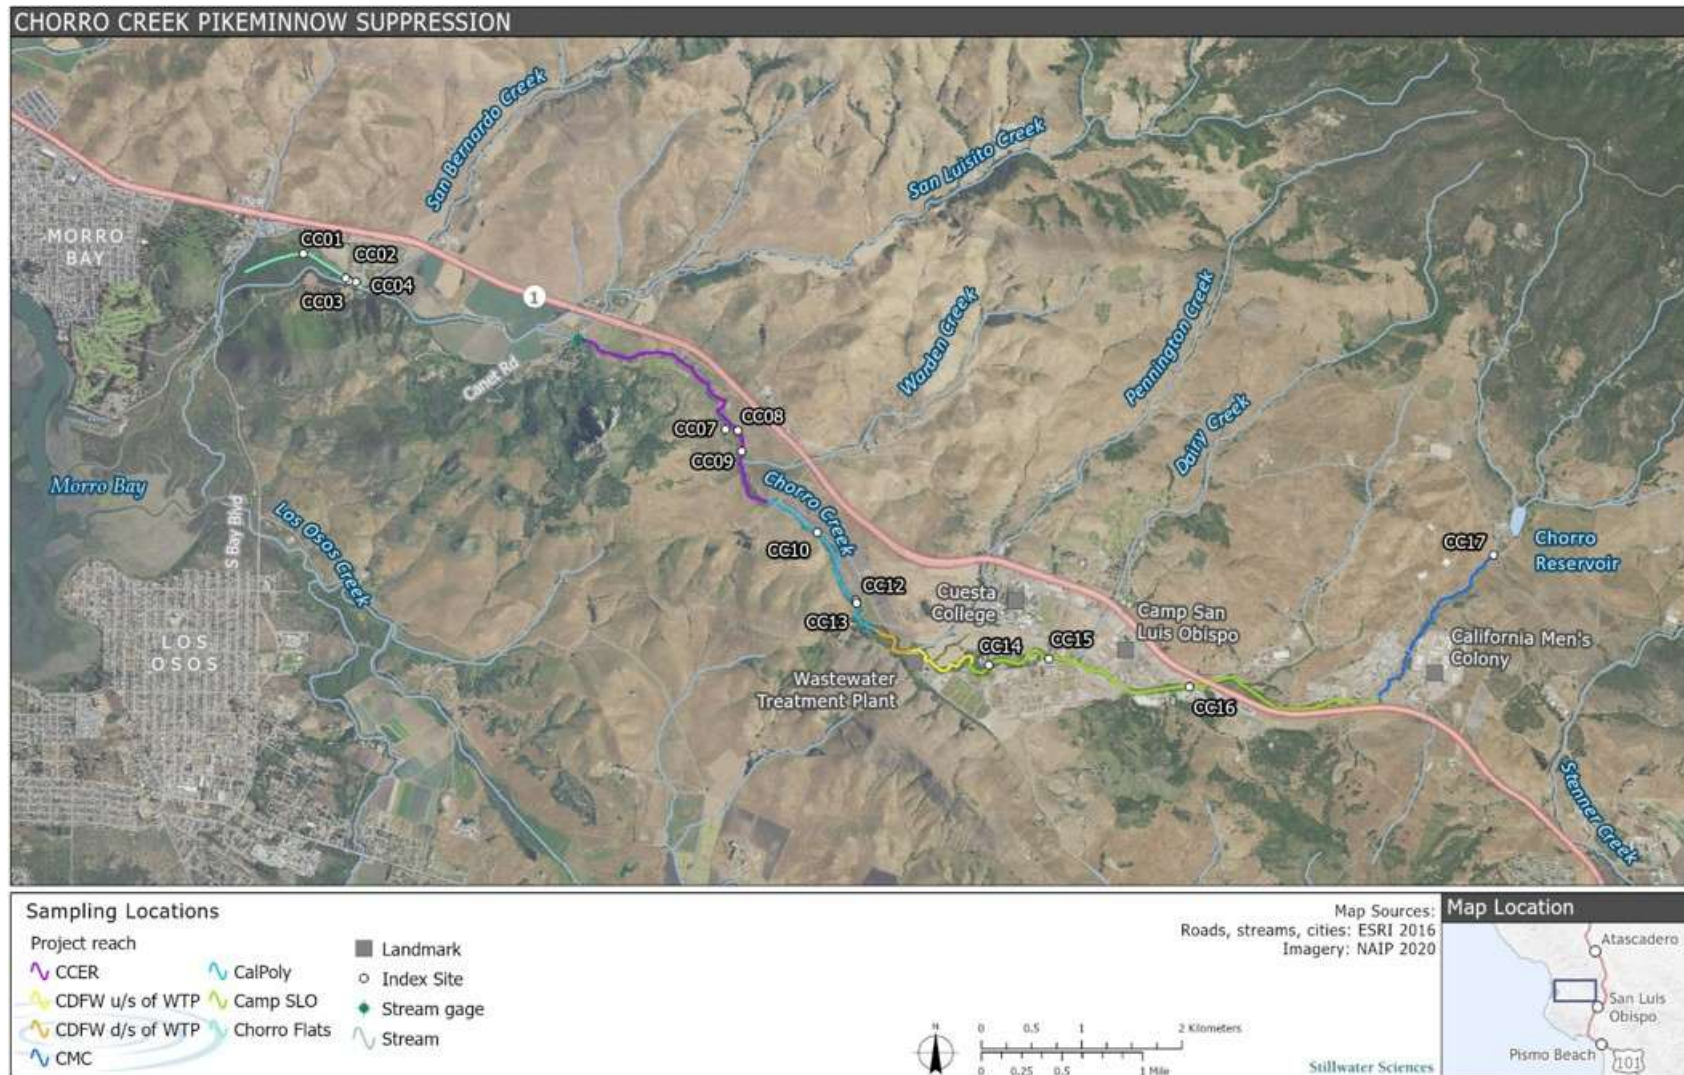 CHORRO CREEK PIKEMINNOW SUPPRESSION
San Bernardo Creek
San Luisito Creek
MORRO
BAY
CC01
CC02
CC03
CC04
1
Canet Rd
Warden Creek
Pennington Creek
Dairy Creek
CC07
CC08
CC09
Chorro Creek
Morro Bay
S Bay Blvd
Los Osos Creek
CC10
CC17
Chorro
Reservoir
CC12
CC13
Cuesta
College
Camp San
Luis Obispo
LOS
OSOS
CC14
CC15
California Men's
Colony
Wastewater
Treatment Plant
CC16
Stenner Creek
Sampling Locations
Project reach
CCER
CDFW u/s of WTP
CDFW d/s of WTP
CMC
CalPoly
Camp SLO
Chorro Flats
Landmark
Index Site
Stream gage
Stream
N
0 0.5 1 2 Kilometers
0 0.25 0.5 1 Mile
Map Sources:
Roads, streams, cities: ESRI 2016
Imagery: NAIP 2020
Stillwater Sciences
Map Location
Atascadero
San Luis
Obispo
Pismo Beach
101